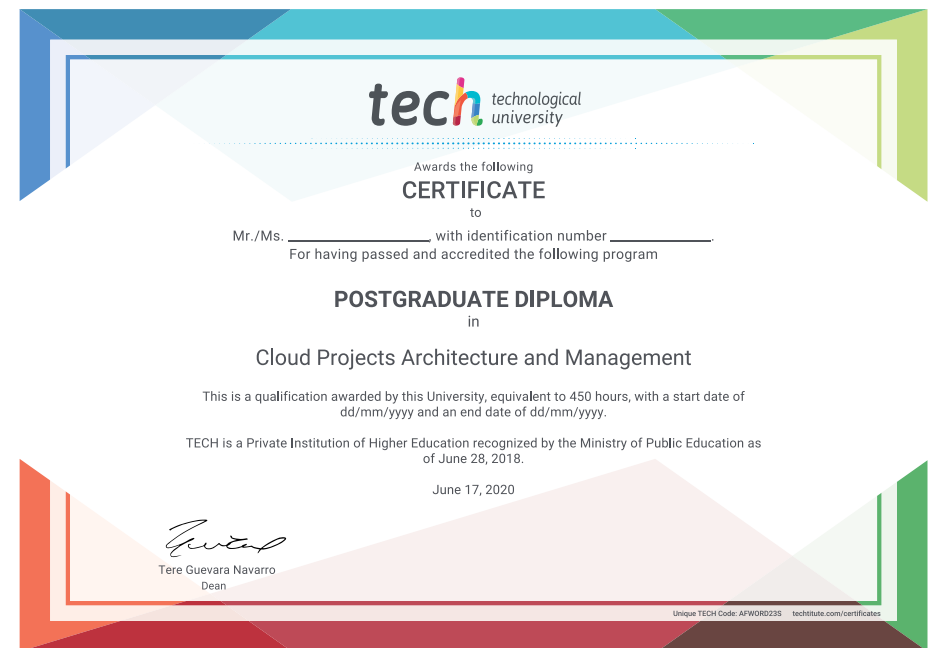 tech technological
university
Awards the following
CERTIFICATE
to
Mr./Ms. ____________________, with identification number ______________.
For having passed and accredited the following program
POSTGRADUATE DIPLOMA
in
Cloud Projects Architecture and Management
This is a qualification awarded by this University, equivalent to 450 hours, with a start date of
dd/mm/yyyy and an end date of dd/mm/yyyy.
TECH is a Private Institution of Higher Education recognized by the Ministry of Public Education as
of June 28, 2018.
June 17, 2020
Tere Guevara Navarro
Dean
Unique TECH Code: AFWORD23S techtitute.com/certificates